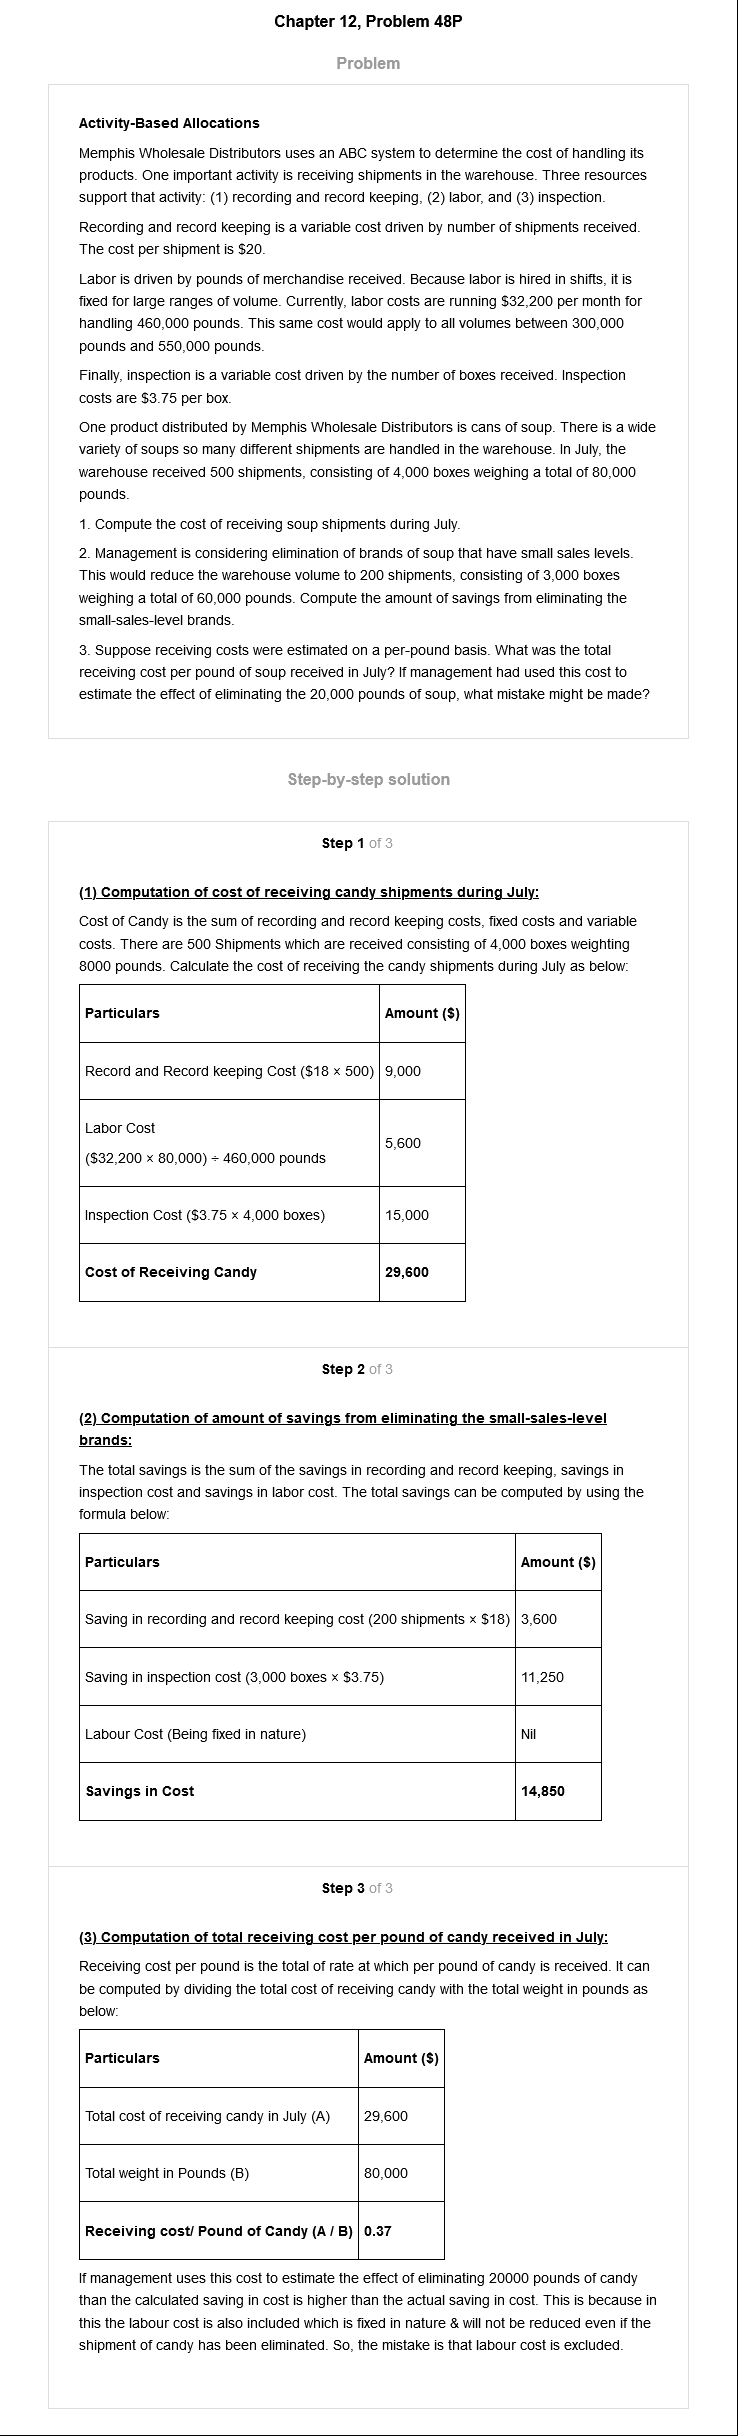 Chapter 12, Problem 48P
Problem
Activity-Based Allocations
Memphis Wholesale Distributors uses an ABC system to determine the cost of handling its
products. One important activity is receiving shipments in the warehouse. Three resources
support that activity: (1) recording and record keeping, (2) labor, and (3) inspection.
Recording and record keeping is a variable cost driven by number of shipments received.
The cost per shipment is $20.
Labor is driven by pounds of merchandise received. Because labor is hired in shifts, it is
fixed for large ranges of volume. Currently, labor costs are running $32,200 per month for
handling 460,000 pounds. This same cost would apply to all volumes between 300,000
pounds and 550,000 pounds.
Finally, inspection is a variable cost driven by the number of boxes received. Inspection
costs are $3.75 per box.
One product distributed by Memphis Wholesale Distributors is cans of soup. There is a wide
variety of soups so many different shipments are handled in the warehouse. In July, the
warehouse received 500 shipments, consisting of 4,000 boxes weighing a total of 80,000
pounds.
1. Compute the cost of receiving soup shipments during July.
2. Management is considering elimination of brands of soup that have small sales levels.
This would reduce the warehouse volume to 200 shipments, consisting of 3,000 boxes
weighing a total of 60,000 pounds. Compute the amount of savings from eliminating the
small-sales-level brands.
3. Suppose receiving costs were estimated on a per-pound basis. What was the total
receiving cost per pound of soup received in July? If management had used this cost to
estimate the effect of eliminating the 20,000 pounds of soup, what mistake might be made?
Step-by-step solution
Step 1 of 3
(1) Computation of cost of receiving candy shipments during July:
Cost of Candy is the sum of recording and record keeping costs, fixed costs and variable
costs. There are 500 Shipments which are received consisting of 4,000 boxes weighting
8000 pounds. Calculate the cost of receiving the candy shipments during July as below:
Particulars Amount ($)
Record and Record keeping Cost ($18 × 500) 9,000
Labor Cost
($32,200 × 80,000) ÷ 460,000 pounds 5,600
Inspection Cost ($3.75 × 4,000 boxes) 15,000
Cost of Receiving Candy 29,600
Step 2 of 3
(2) Computation of amount of savings from eliminating the small-sales-level
brands:
The total savings is the sum of the savings in recording and record keeping, savings in
inspection cost and savings in labor cost. The total savings can be computed by using the
formula below:
Particulars Amount ($)
Saving in recording and record keeping cost (200 shipments × $18) 3,600
Saving in inspection cost (3,000 boxes × $3.75) 11,250
Labour Cost (Being fixed in nature) Nil
Savings in Cost 14,850
Step 3 of 3
(3) Computation of total receiving cost per pound of candy received in July:
Receiving cost per pound is the total of rate at which per pound of candy is received. It can
be computed by dividing the total cost of receiving candy with the total weight in pounds as
below:
Particulars Amount ($)
Total cost of receiving candy in July (A) 29,600
Total weight in Pounds (B) 80,000
Receiving cost/ Pound of Candy (A / B) 0.37
If management uses this cost to estimate the effect of eliminating 20000 pounds of candy
than the calculated saving in cost is higher than the actual saving in cost. This is because in
this the labour cost is also included which is fixed in nature & will not be reduced even if the
shipment of candy has been eliminated. So, the mistake is that labour cost is excluded.